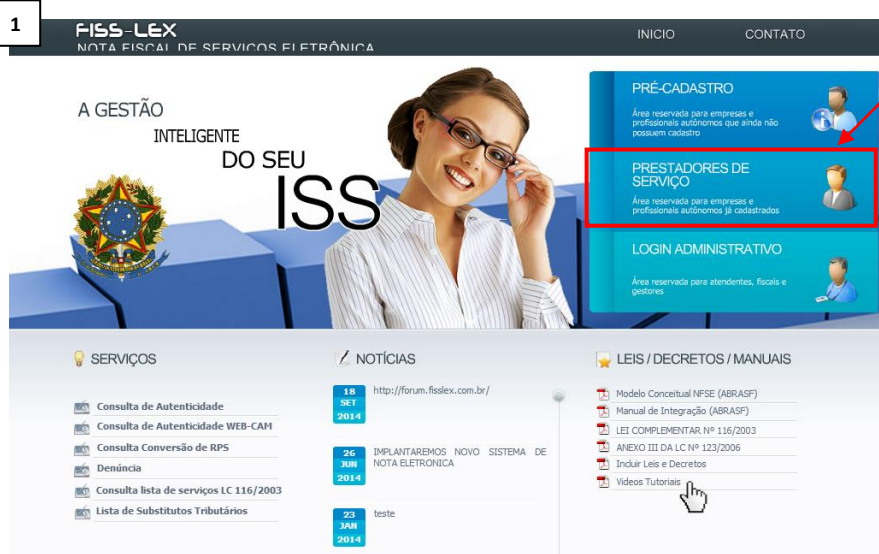 1
FISS-LEX
NOTA FISCAL DE SERVIÇOS ELETRÔNICA
INICIO
CONTATO
A GESTÃO
INTELIGENTE
DO SEU
ISS
PRÉ-CADASTRO
Área reservada para empresas e
profissionais autônomos que ainda não
possuem cadastro
PRESTADORES DE
SERVIÇO
Área reservada para empresas e
profissionais autônomos já cadastrados
LOGIN ADMINISTRATIVO
Área reservada para atendentes, fiscais e
gestores
SERVIÇOS
Consulta de Autenticidade
Consulta de Autenticidade WEB-CAM
Consulta Conversão de RPS
Denúncia
Consulta lista de serviços LC 116/2003
Lista de Substitutos Tributários
NOTÍCIAS
18
SET
2014
http://forum.fisslex.com.br/
26
JUN
2014
IMPLANTAREMOS NOVO SISTEMA DE
NOTA ELETRONICA
23
JAN
2014
teste
LEIS / DECRETOS / MANUAIS
Modelo Conceitual NFSE (ABRASF)
Manual de Integração (ABRASF)
LEI COMPLEMENTAR Nº 116/2003
ANEXO III DA LC Nº 123/2006
Incluir Leis e Decretos
Videos Tutoriais